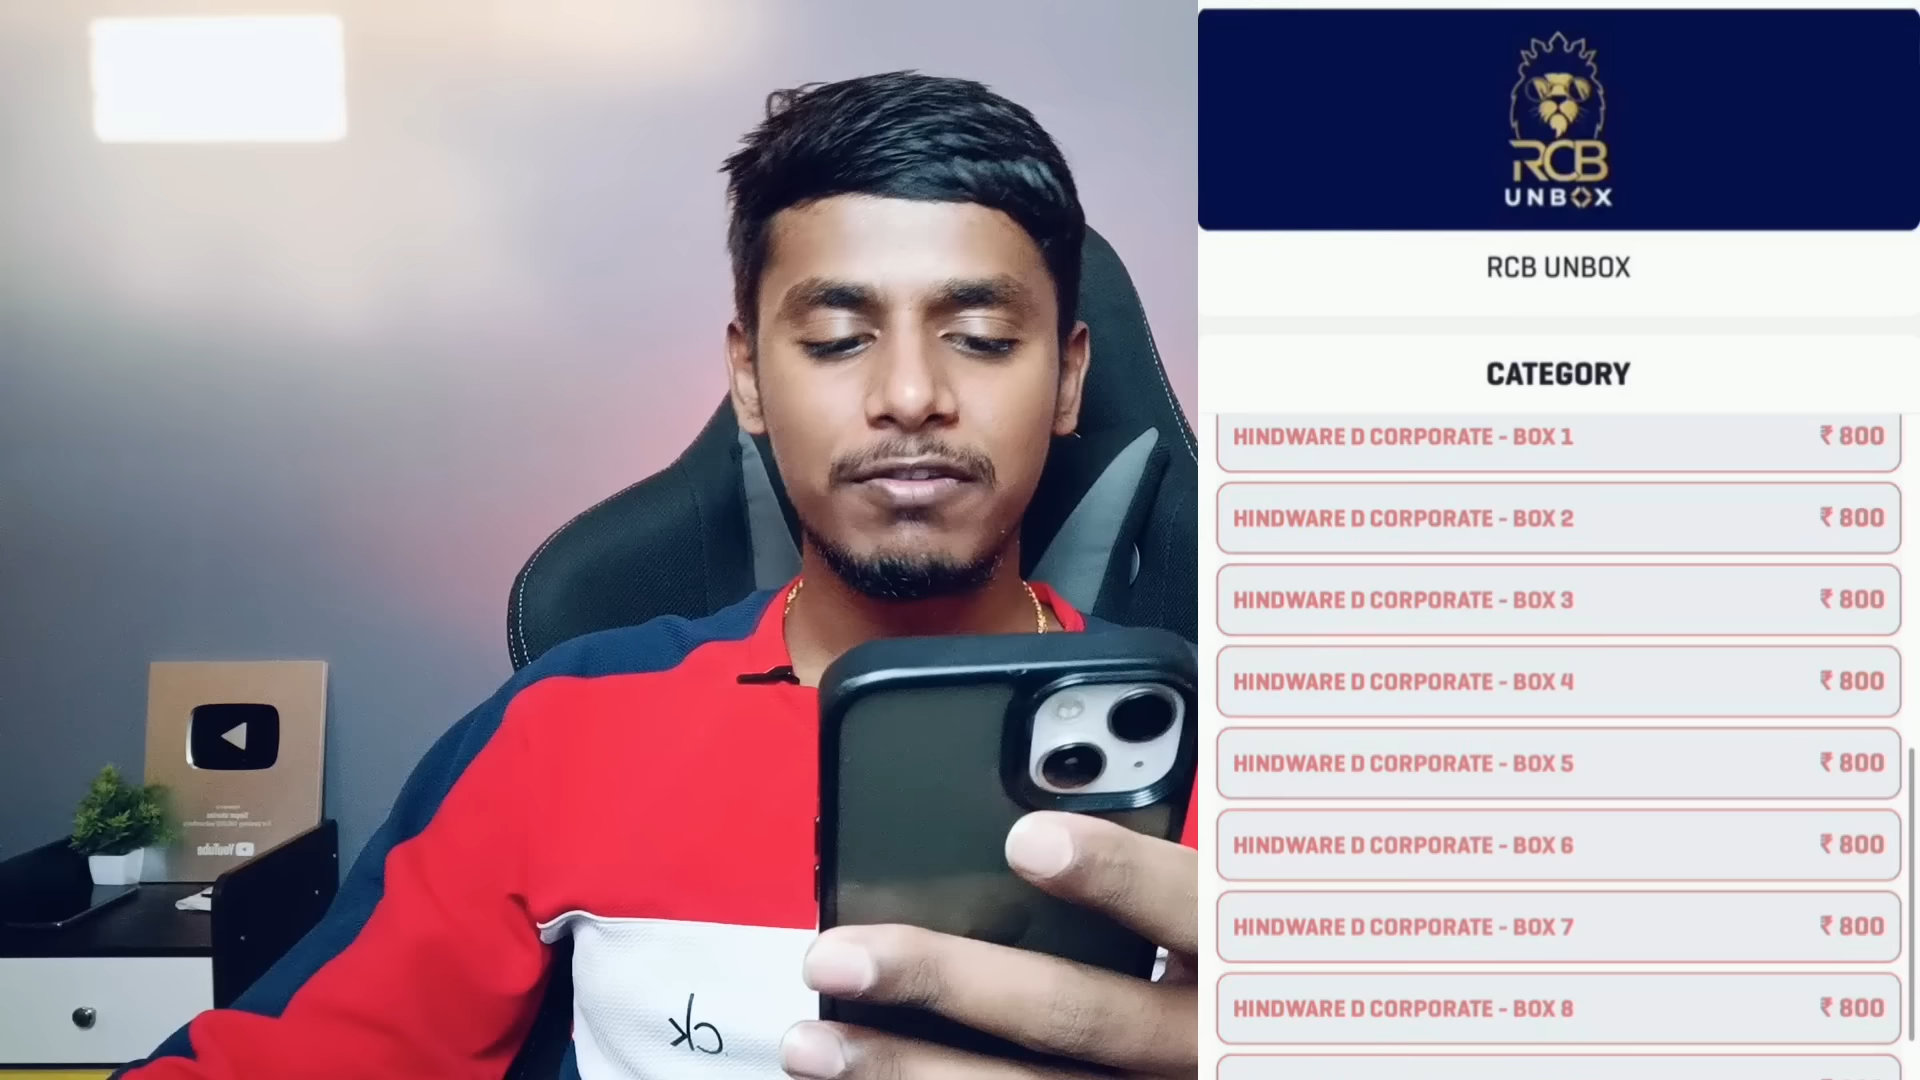 RCB
UNBOX
RCB UNBOX
CATEGORY
HINDWARE D CORPORATE - BOX 1 ₹ 800
HINDWARE D CORPORATE - BOX 2 ₹ 800
HINDWARE D CORPORATE - BOX 3 ₹ 800
HINDWARE D CORPORATE - BOX 4 ₹ 800
HINDWARE D CORPORATE - BOX 5 ₹ 800
HINDWARE D CORPORATE - BOX 6 ₹ 800
HINDWARE D CORPORATE - BOX 7 ₹ 800
HINDWARE D CORPORATE - BOX 8 ₹ 800
YouTube
CK